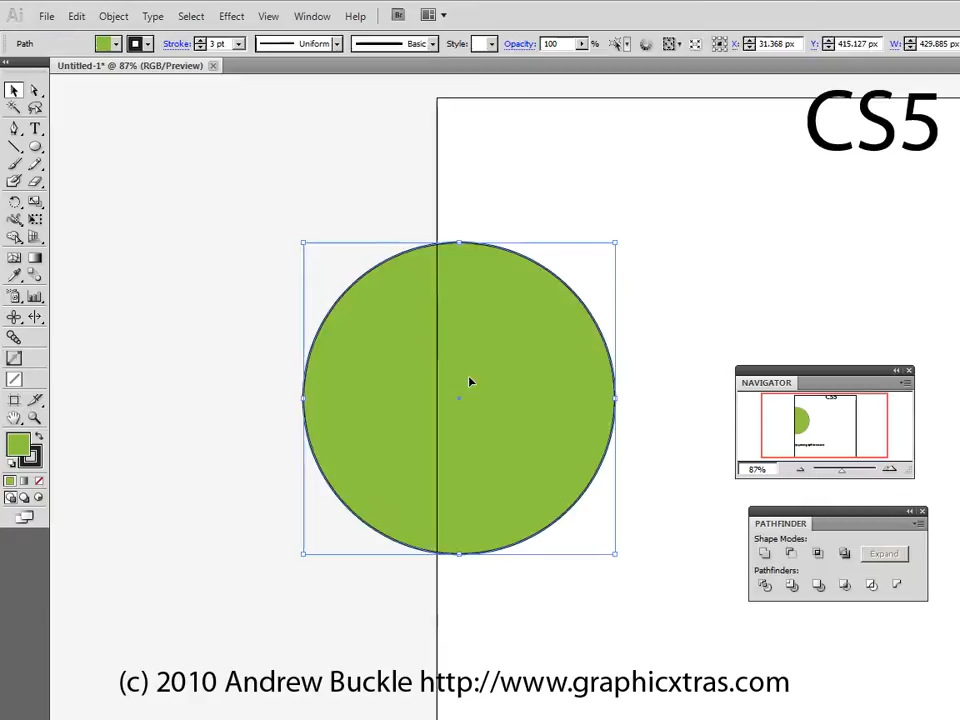 Ai File Edit Object Type Select Effect View Window Help Br
Path Stroke: 3 pt Uniform Basic Style: Opacity: 100 % X: 31.368 px Y: 415.127 px W: 429.885 px
Untitled-1* @ 87% (RGB/Preview)
CS5
T
NAVIGATOR
CS5
87%
PATHFINDER
Shape Modes:
Expand
Pathfinders:
(c) 2010 Andrew Buckle http://www.graphicxtras.com